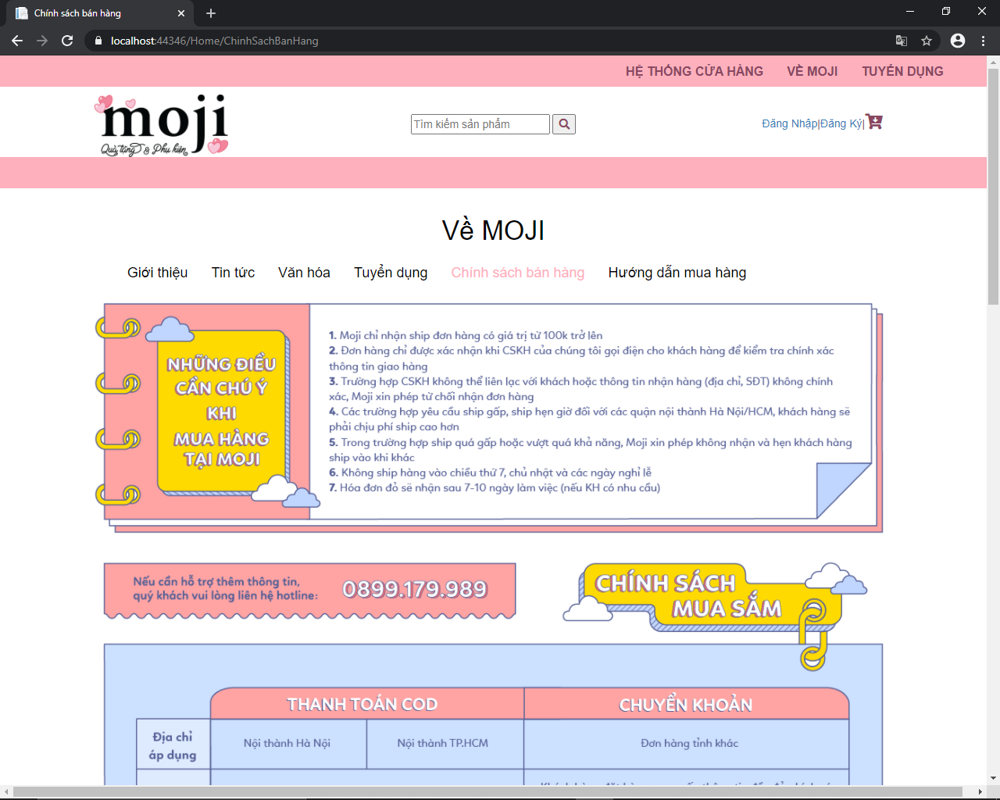 Chính sách bán hàng
localhost:44346/Home/ChinhSachBanHang
HỆ THỐNG CỬA HÀNG VỀ MOJI TUYỂN DỤNG
moji
Quà tặng & Phụ kiện
Tìm kiếm sản phẩm
Đăng Nhập|Đăng Ký|
Về MOJI
Giới thiệu Tin tức Văn hóa Tuyển dụng Chính sách bán hàng Hướng dẫn mua hàng
NHỮNG ĐIỀU
CẦN CHÚ Ý
KHI
MUA HÀNG
TẠI MOJI
1. Moji chỉ nhận ship đơn hàng có giá trị từ 100k trở lên
2. Đơn hàng chỉ được xác nhận khi CSKH của chúng tôi gọi điện cho khách hàng để kiểm tra chính xác
thông tin giao hàng
3. Trường hợp CSKH không thể liên lạc với khách hoặc thông tin nhận hàng (địa chỉ, SĐT) không chính
xác, Moji xin phép từ chối nhận đơn hàng
4. Các trường hợp yêu cầu ship gấp, ship hẹn giờ đối với các quận nội thành Hà Nội/HCM, khách hàng sẽ
phải chịu phí ship cao hơn
5. Trong trường hợp ship quá gấp hoặc vượt quá khả năng, Moji xin phép không nhận và hẹn khách hàng
ship vào khi khác
6. Không ship hàng vào chiều thứ 7, chủ nhật và các ngày nghỉ lễ
7. Hóa đơn đỏ sẽ nhận sau 7-10 ngày làm việc (nếu KH có nhu cầu)
Nếu cần hỗ trợ thêm thông tin,
quý khách vui lòng liên hệ hotline:
0899.179.989
CHÍNH SÁCH
MUA SẮM
THANH TOÁN COD CHUYỂN KHOẢN
Địa chỉ
áp dụng
Nội thành Hà Nội Nội thành TP.HCM Đơn hàng tỉnh khác